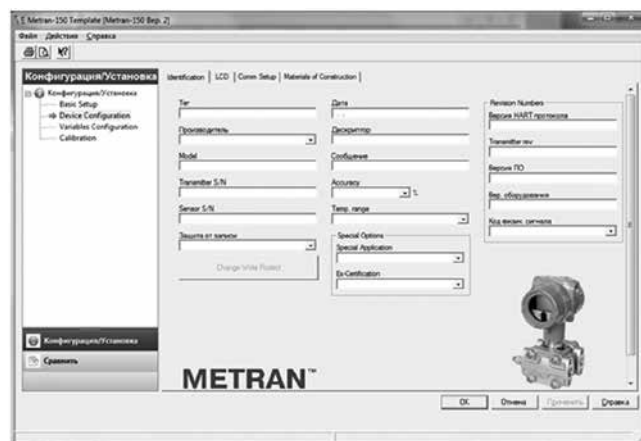 Metran-150 Template [Metran-150 Вер. 2]
Файл Действия Справка
Конфигурация/Установка
Конфигурация/Установка
Basic Setup
Device Configuration
Variables Configuration
Calibration
Identification LCD Comm Setup Materials of Construction
Тег
Производитель
Model
Transmitter S/N
Sensor S/N
Защита от записи
Change Write Protect
Дата
Дескриптор
Сообщение
Accuracy
%
Temp. range
Special Options
Special Application
Ex-Certification
Revision Numbers
Версия HART протокола
Transmitter rev
Версия ПО
Вер. оборудования
Код физич. сигнала
Конфигурация/Установка
Сравнить
METRAN™
OK Отмена Применить Справка